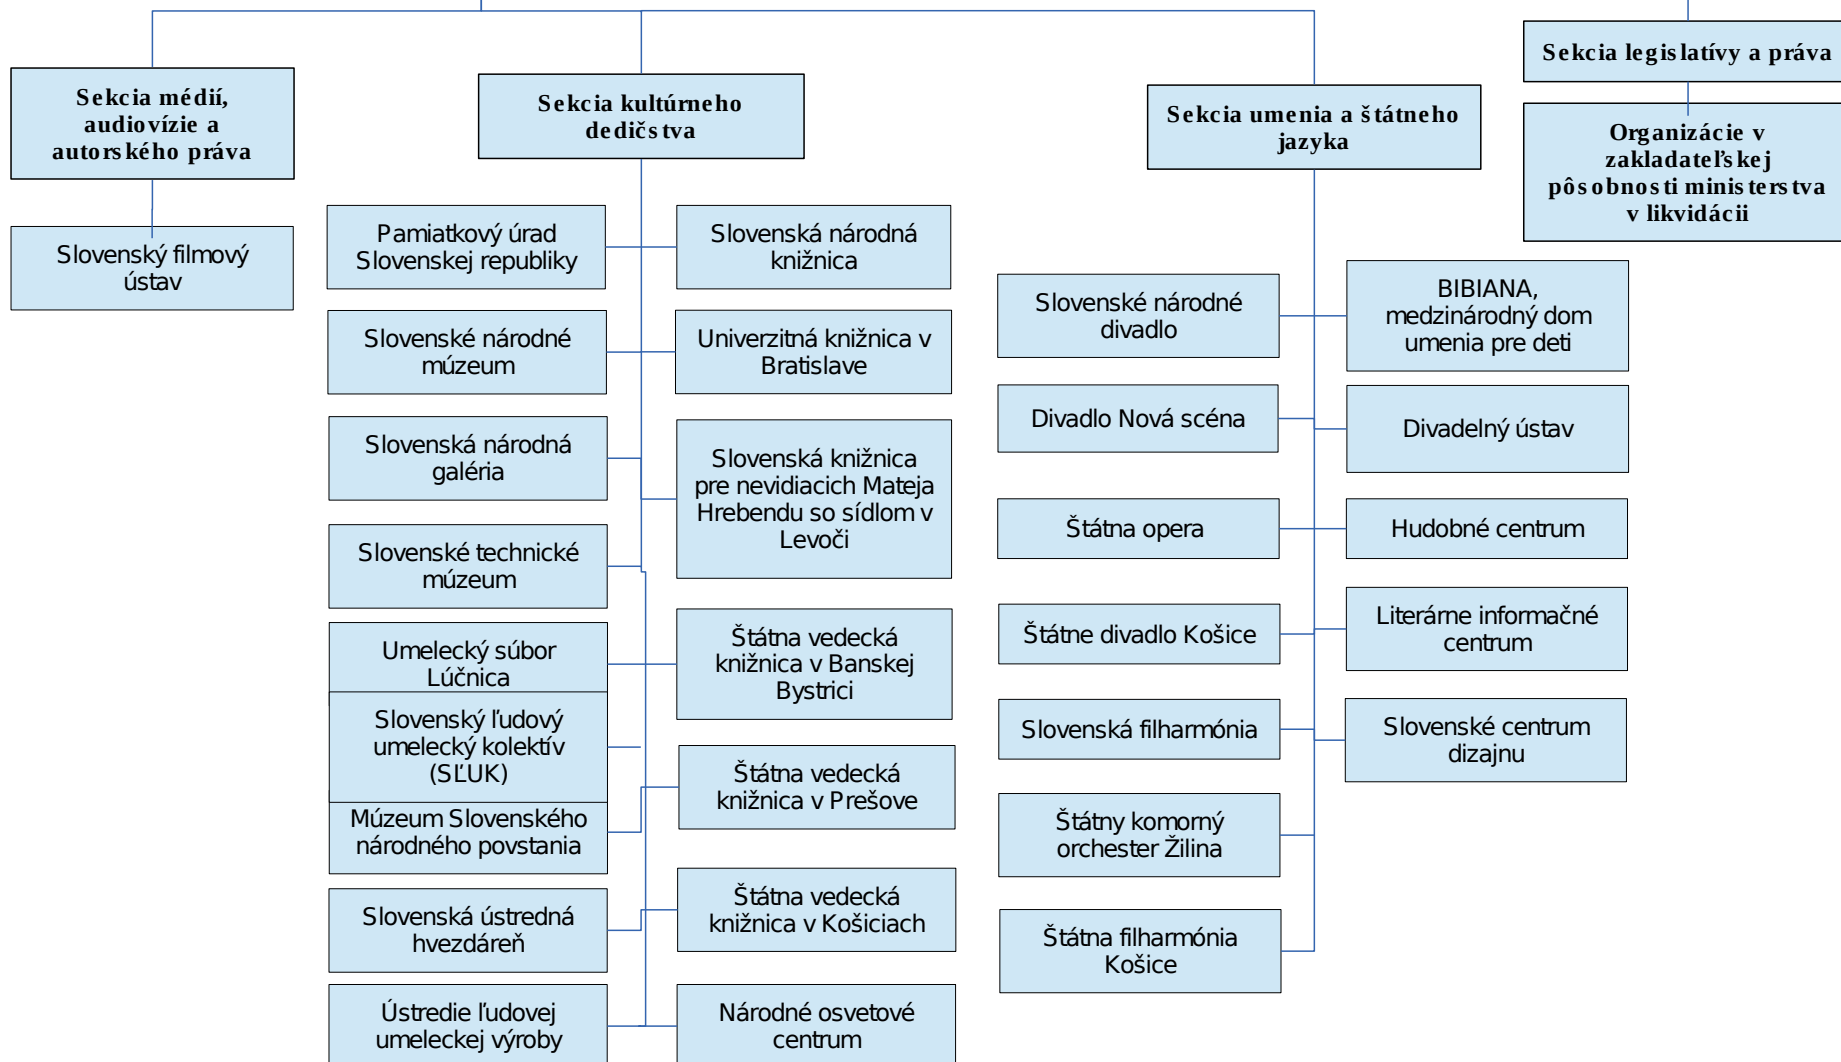 Sekcia legislatívy a práva
Sekcia médií,
audiovízie a
autorského práva
Sekcia kultúrneho
dedičstva
Sekcia umenia a štátneho
jazyka
Organizácie v
zakladateľskej
pôsobnosti ministerstva
v likvidácii
Slovenský filmový
ústav
Pamiatkový úrad
Slovenskej republiky
Slovenská národná
knižnica
Slovenské národné
múzeum
Univerzitná knižnica v
Bratislave
Slovenská národná
galéria
Slovenská knižnica
pre nevidiacich Mateja
Hrebendu so sídlom v
Levoči
Slovenské technické
múzeum
Umelecký súbor
Lúčnica
Štátna vedecká
knižnica v Banskej
Bystrici
Slovenský ľudový
umelecký kolektív
(SĽUK)
Štátna vedecká
knižnica v Prešove
Múzeum Slovenského
národného povstania
Slovenská ústredná
hvezdáreň
Štátna vedecká
knižnica v Košiciach
Ústredie ľudovej
umeleckej výroby
Národné osvetové
centrum
Slovenské národné
divadlo
BIBIANA,
medzinárodný dom
umenia pre deti
Divadlo Nová scéna
Divadelný ústav
Štátna opera
Hudobné centrum
Štátne divadlo Košice
Literárne informačné
centrum
Slovenská filharmónia
Slovenské centrum
dizajnu
Štátny komorný
orchester Žilina
Štátna filharmónia
Košice